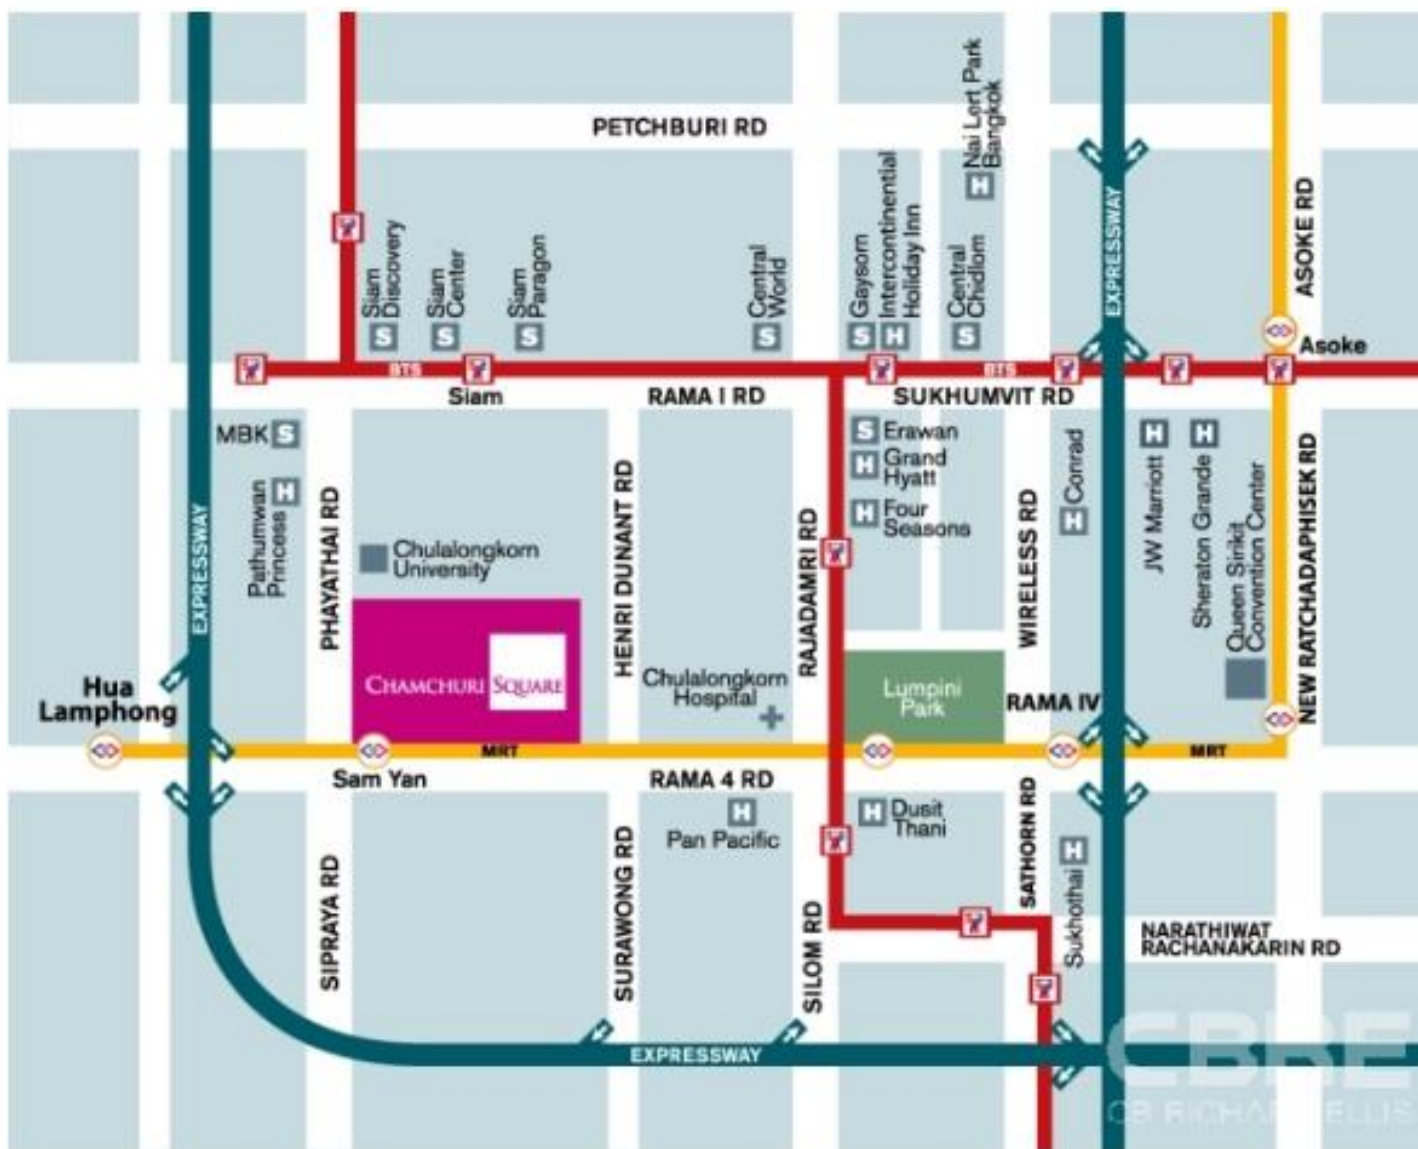 PETCHBURI RD
Nai Lert Park
Bangkok
EXPRESSWAY
ASOKE RD
Siam
Discovery
Siam
Center
Siam
Paragon
Central
World
Gaysorn
Intercontinental
Holiday Inn
Central
Chidlom
S
S
S
S
S
H
S
H
Asoke
BTS
BTS
Siam
RAMA I RD
SUKHUMVIT RD
MBK S
S Erawan
H Grand
Hyatt
H Four
Seasons
H
Pathumwan
Princess
PHAYATHAI RD
Chulalongkorn
University
HENRI DUNANT RD
RAJADAMRI RD
WIRELESS RD
Conrad
H
H
JW Marriott
H
Sheraton Grande
Queen Sirikit
Convention Center
NEW RATCHADAPHISEK RD
EXPRESSWAY
CHAMCHURI SQUARE
Chulalongkorn
Hospital
Lumpini
Park
RAMA IV
Hua
Lamphong
MRT
MRT
Sam Yan
RAMA 4 RD
H
Pan Pacific
H Dusit
Thani
SATHORN RD
H
Sukhothai
SIPRAYA RD
SURAWONG RD
SILOM RD
NARATHIWAT
RACHANAKARIN RD
EXPRESSWAY
CBRE
CB RICHARD ELLIS